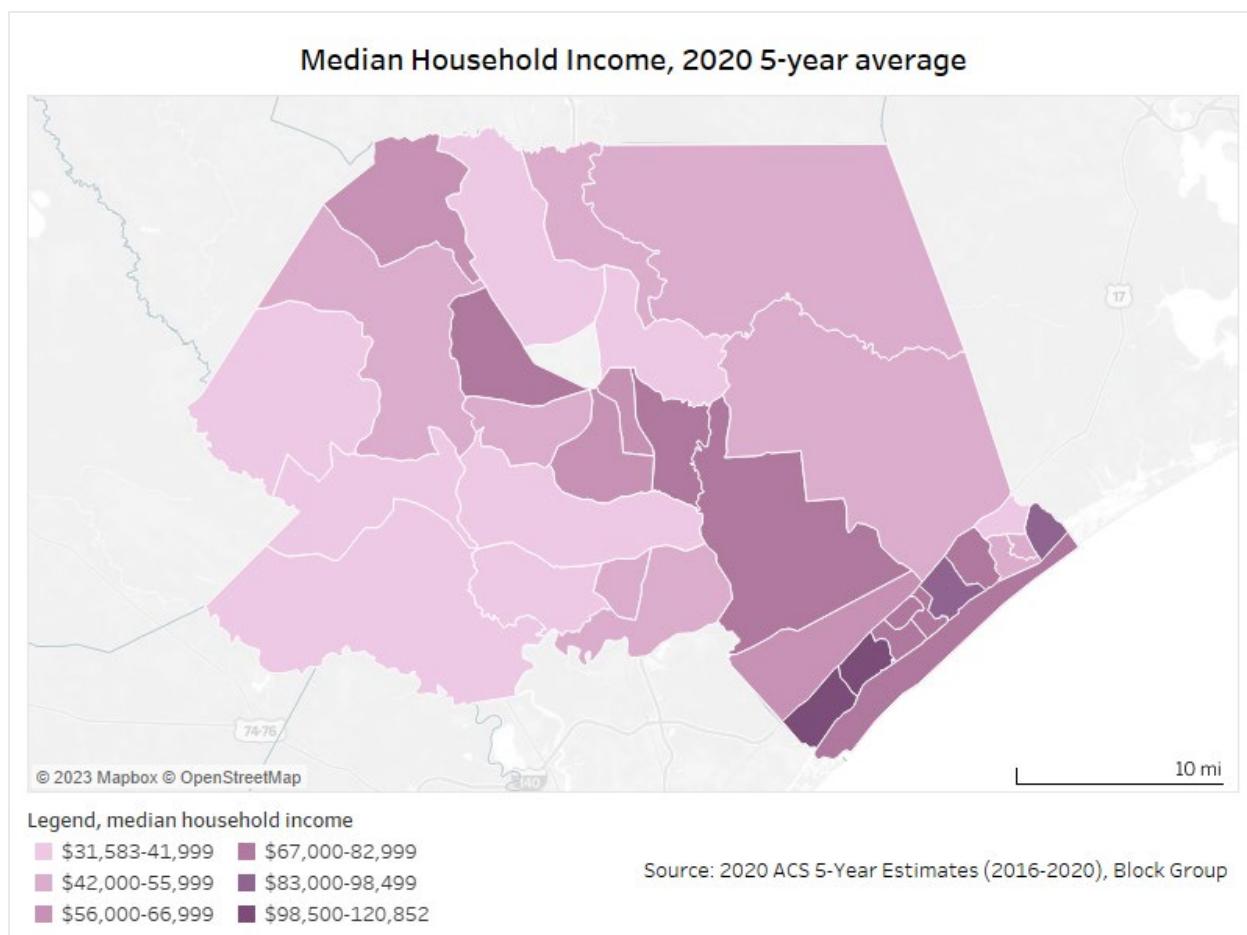 Median Household Income, 2020 5-year average
17
74-76
140
© 2023 Mapbox © OpenStreetMap
10 mi
Legend, median household income
$31,583-41,999
$42,000-55,999
$56,000-66,999
$67,000-82,999
$83,000-98,499
$98,500-120,852
Source: 2020 ACS 5-Year Estimates (2016-2020), Block Group